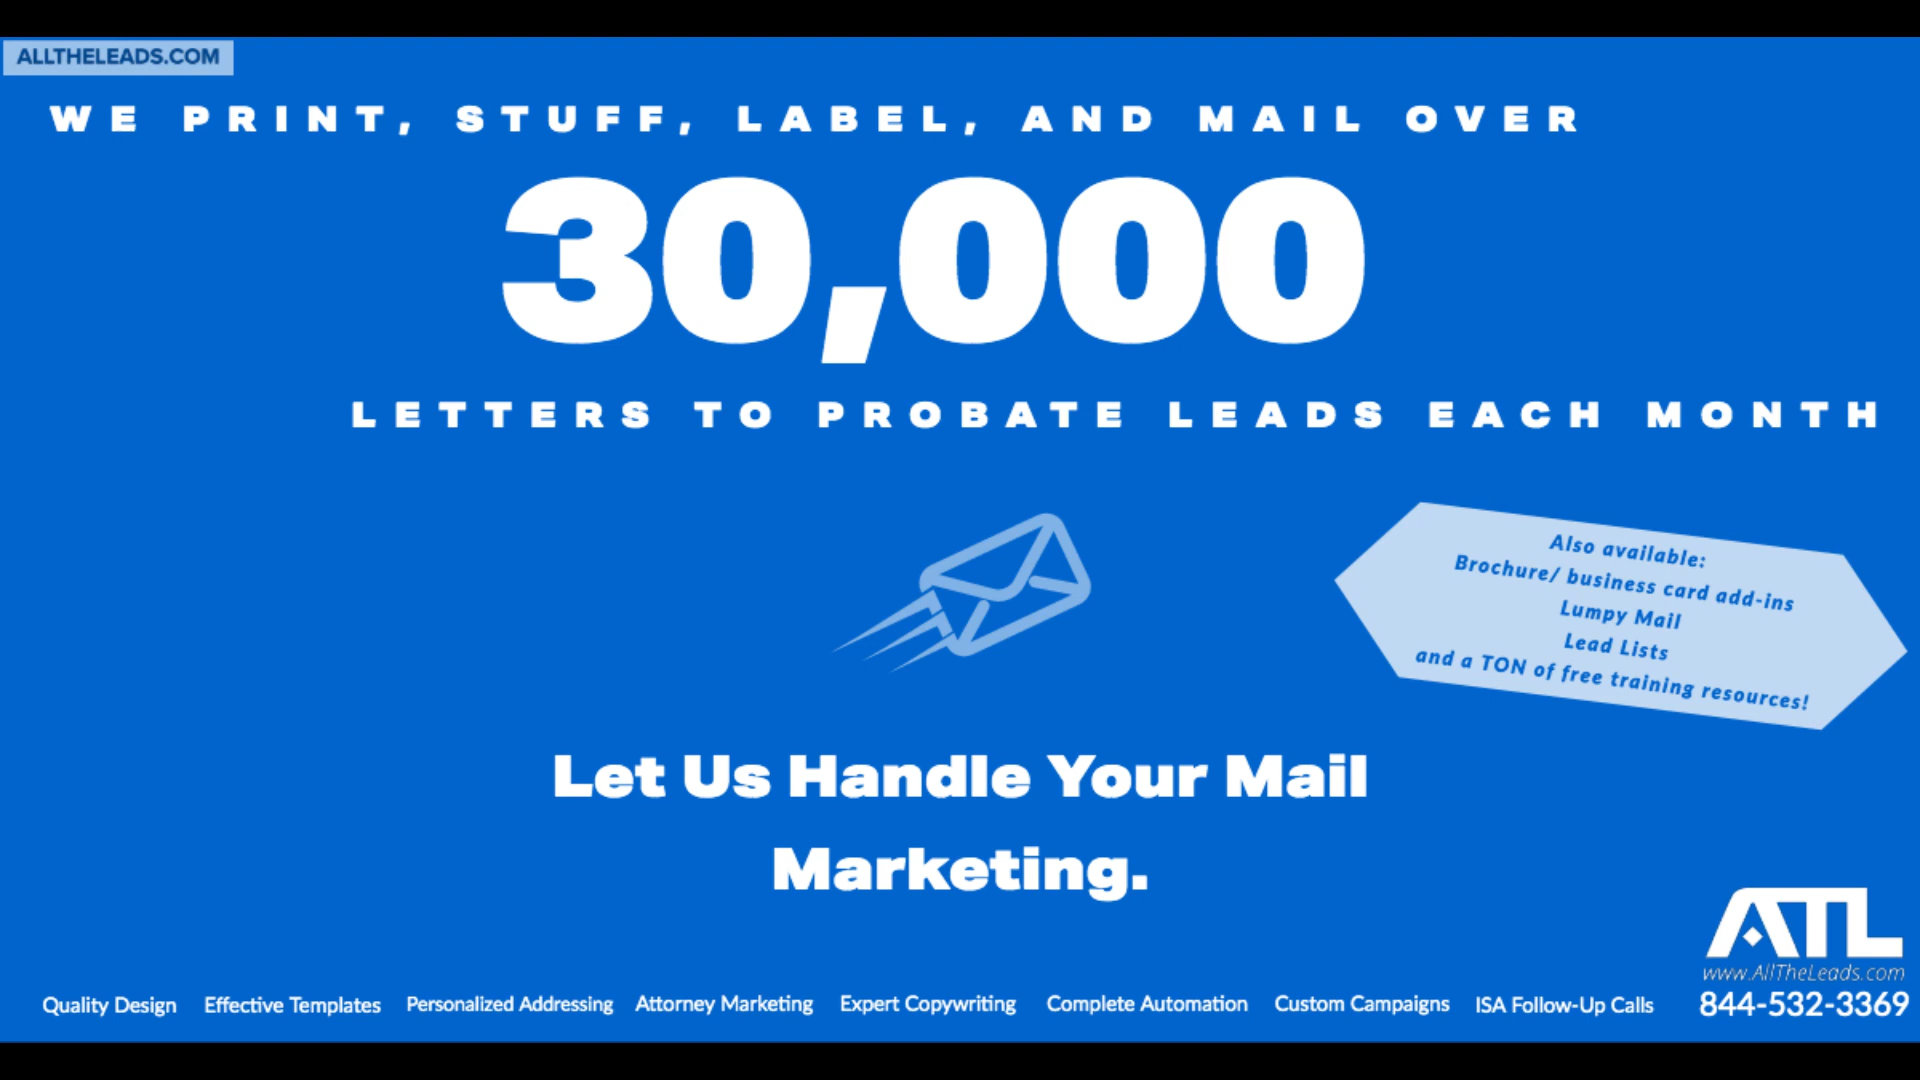 ALLTHELEADS.COM
WE PRINT, STUFF, LABEL, AND MAIL OVER
30,000
LETTERS TO PROBATE LEADS EACH MONTH
Also available:
Brochure/ business card add-ins
Lumpy Mail
Lead Lists
and a TON of free training resources!
Let Us Handle Your Mail
Marketing.
ATL
www.AllTheLeads.com
844-532-3369
Quality Design Effective Templates Personalized Addressing Attorney Marketing Expert Copywriting Complete Automation Custom Campaigns ISA Follow-Up Calls